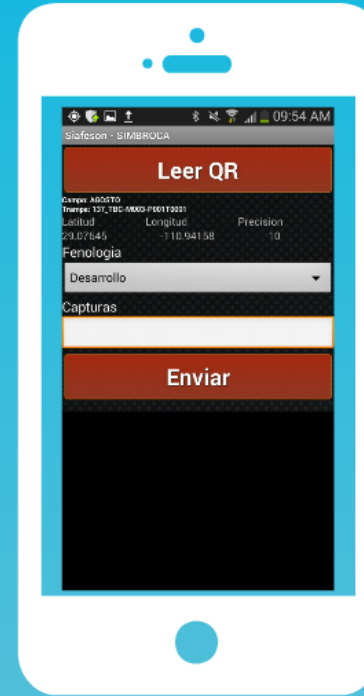 09:54 AM
Siafeson - SIMBROCA
Leer QR
Campo: AGOSTO
Trampa: 137_TBC-M003-P001T0031
Latitud Longitud Precision
29.07645 -110.94158 10
Fenologia
Desarrollo
Capturas
Enviar